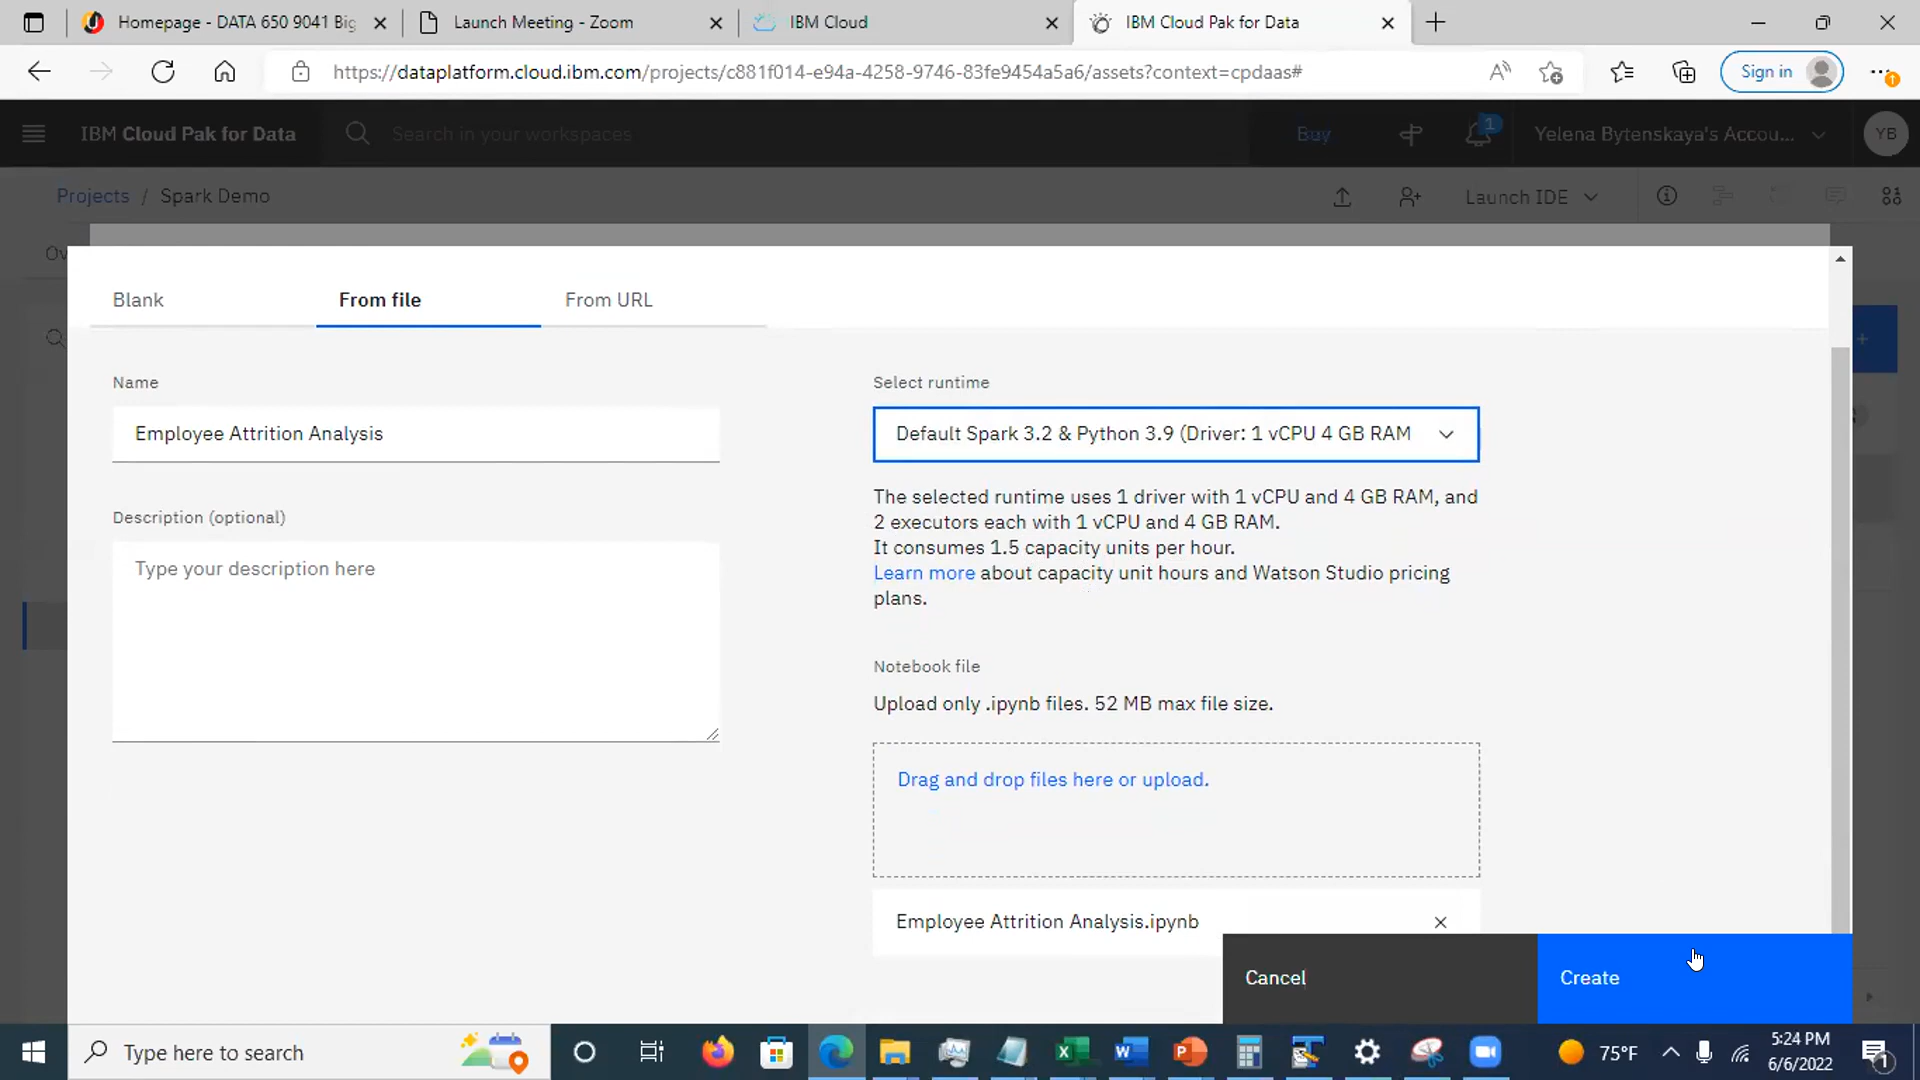 Homepage - DATA 650 9041 Big
Launch Meeting - Zoom
IBM Cloud
IBM Cloud Pak for Data
https://dataplatform.cloud.ibm.com/projects/c881f014-e94a-4258-9746-83fe9454a5a6/assets?context=cpdaas#
Sign in
IBM Cloud Pak for Data
Search in your workspaces
Buy
1
Yelena Bytenskaya's Accou...
YB
Projects / Spark Demo
Launch IDE
Ov
Blank
From file
From URL
Name
Employee Attrition Analysis
Description (optional)
Type your description here
Select runtime
Default Spark 3.2 & Python 3.9 (Driver: 1 vCPU 4 GB RAM
The selected runtime uses 1 driver with 1 vCPU and 4 GB RAM, and
2 executors each with 1 vCPU and 4 GB RAM.
It consumes 1.5 capacity units per hour.
Learn more about capacity unit hours and Watson Studio pricing
plans.
Notebook file
Upload only .ipynb files. 52 MB max file size.
Drag and drop files here or upload.
Employee Attrition Analysis.ipynb
Cancel
Create
Type here to search
75°F
5:24 PM
6/6/2022
1